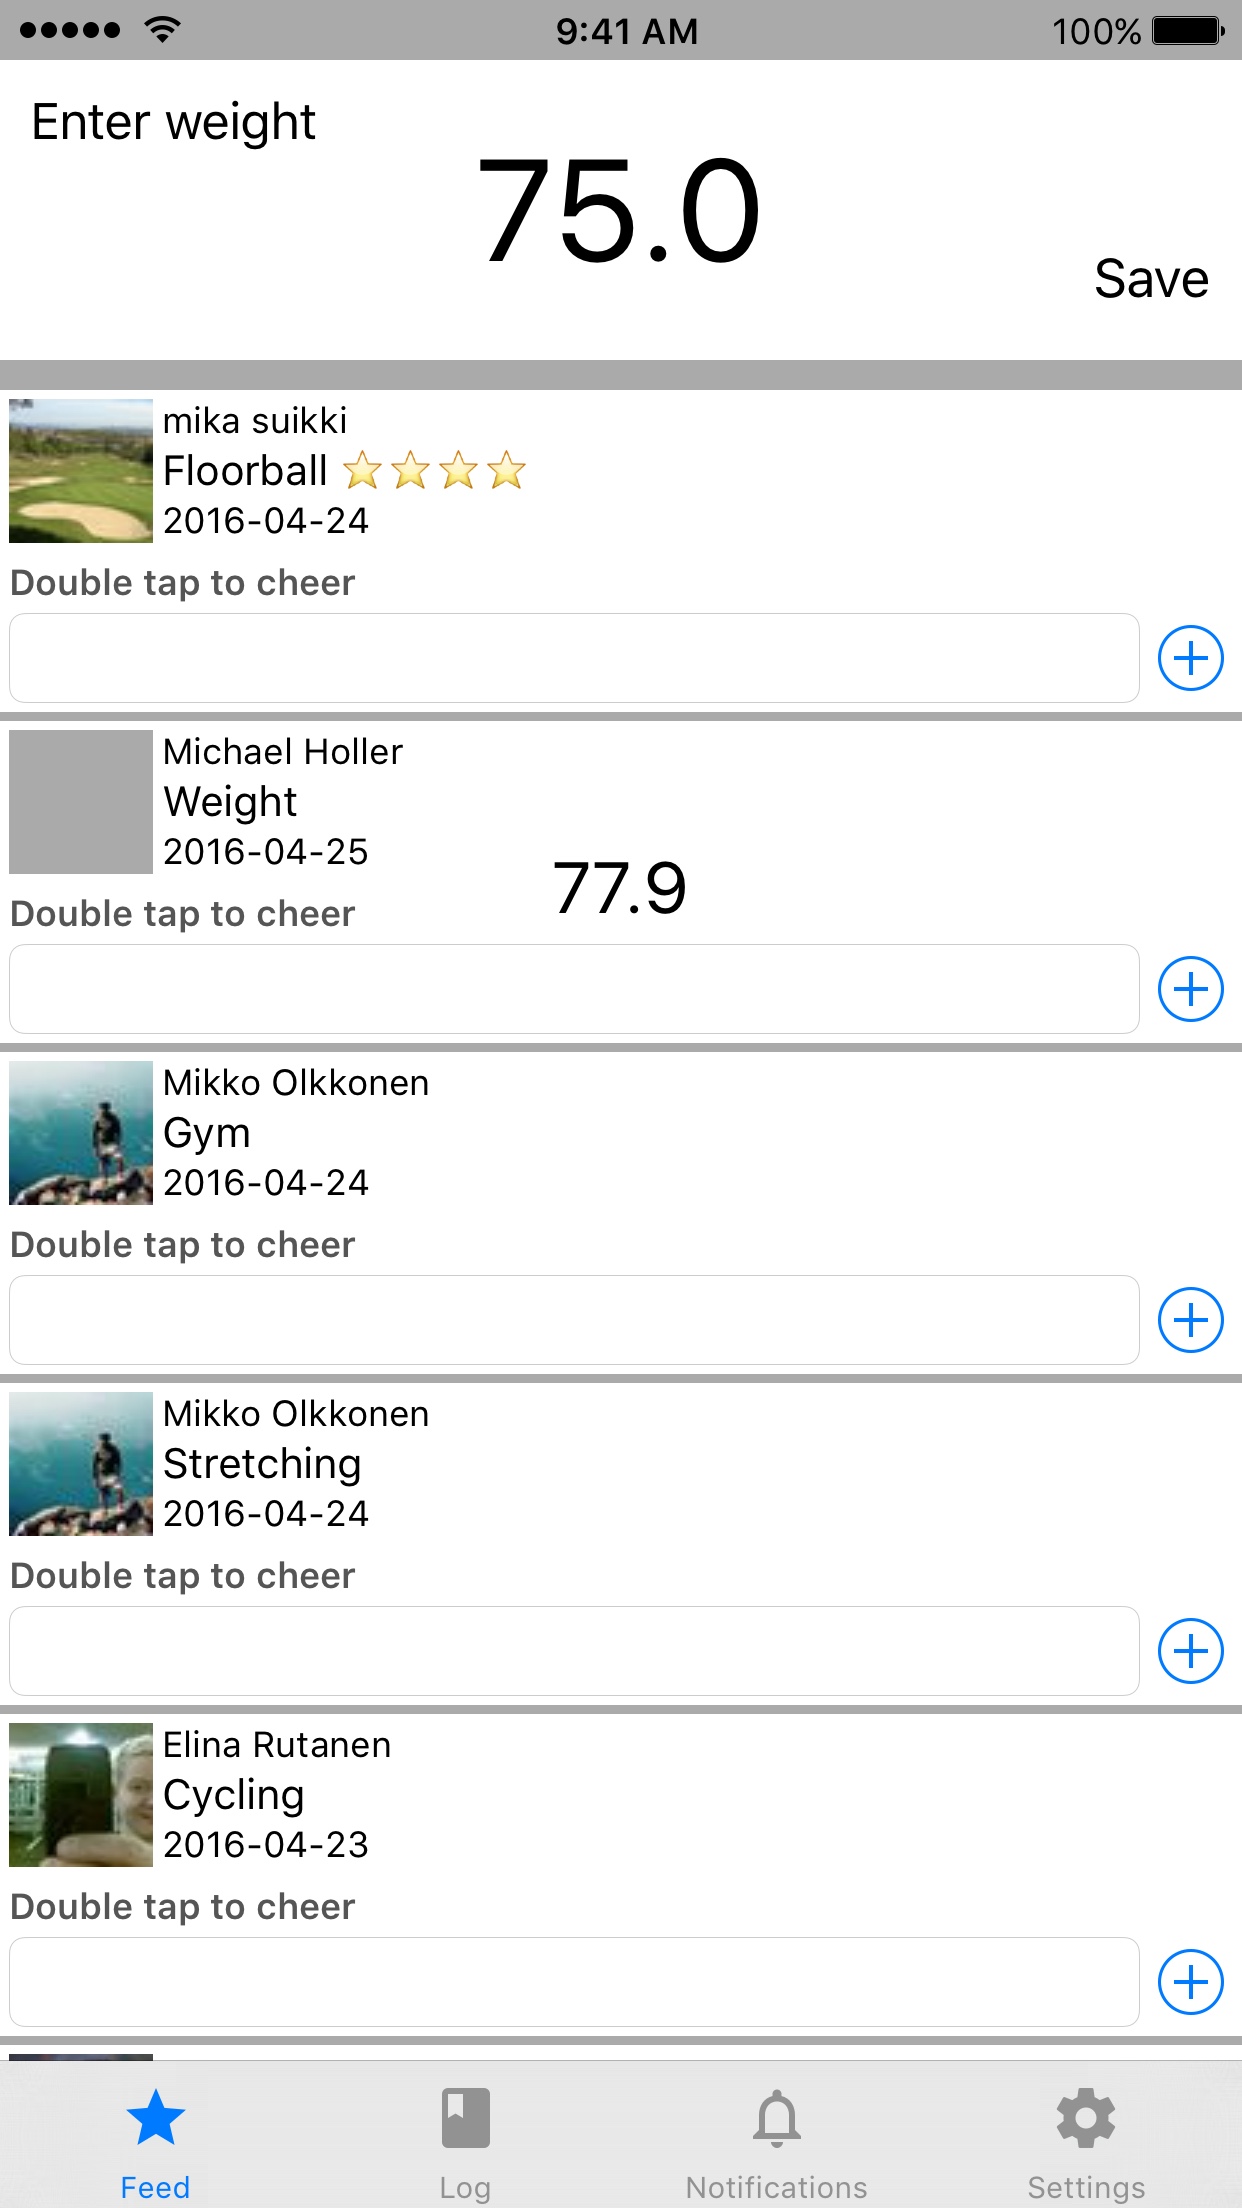 9:41 AM
100%
Enter weight
75.0
Save
mika suikki
Floorball ⭐⭐⭐⭐
2016-04-24
Double tap to cheer
Michael Holler
Weight
2016-04-25
77.9
Double tap to cheer
Mikko Olkkonen
Gym
2016-04-24
Double tap to cheer
Mikko Olkkonen
Stretching
2016-04-24
Double tap to cheer
Elina Rutanen
Cycling
2016-04-23
Double tap to cheer
Feed
Log
Notifications
Settings